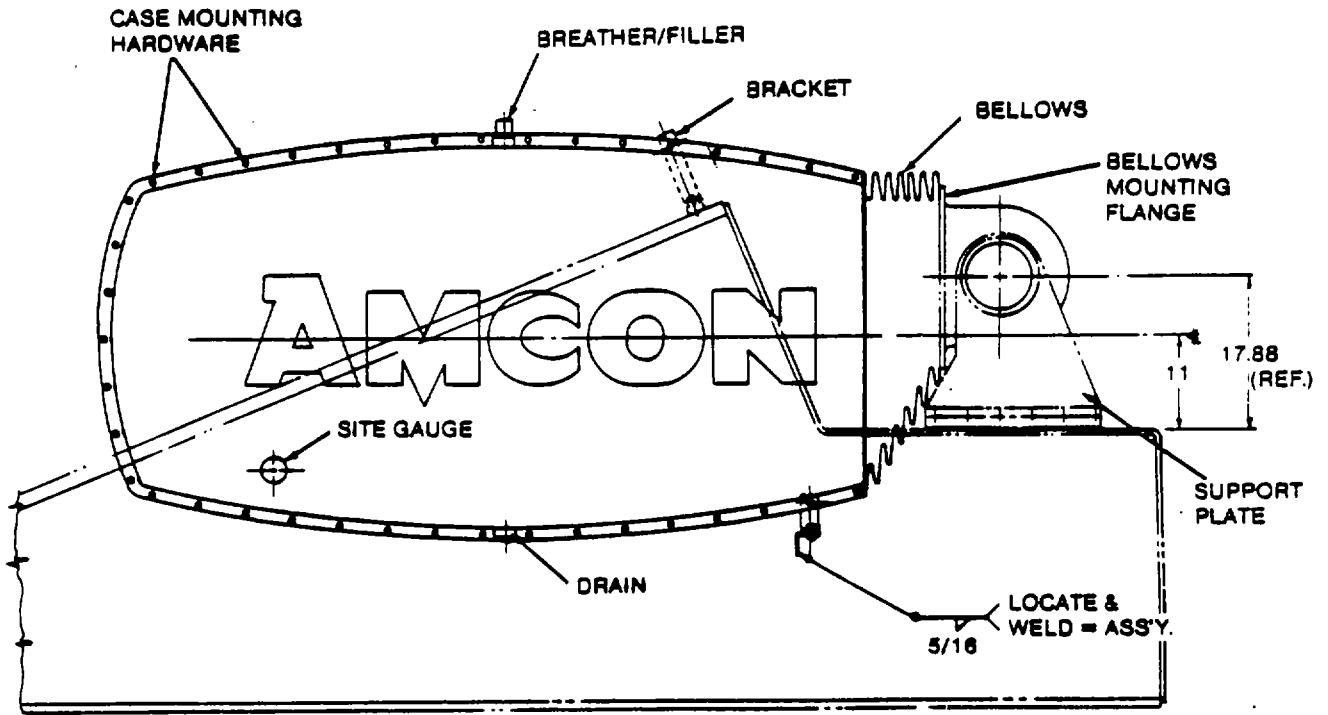 CASE MOUNTING
HARDWARE
BREATHER/FILLER
BRACKET
BELLOWS
BELLOWS
MOUNTING
FLANGE
AMCON
17.88
(REF.)
11
SITE GAUGE
SUPPORT
PLATE
DRAIN
LOCATE &
WELD = ASS'Y.
5/16